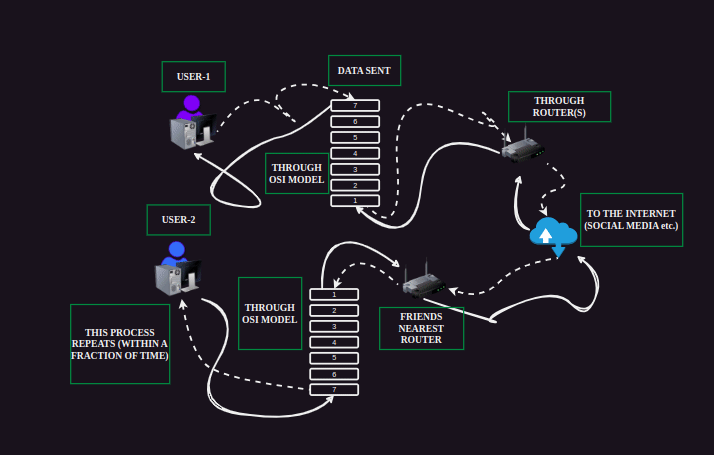 DATA SENT
USER-1
THROUGH
ROUTER(S)
7
6
5
4
3
2
1
THROUGH
OSI MODEL
USER-2
TO THE INTERNET
(SOCIAL MEDIA etc.)
THROUGH
OSI MODEL
1
2
3
4
5
6
7
FRIENDS
NEAREST
ROUTER
THIS PROCESS
REPEATS (WITHIN A
FRACTION OF TIME)